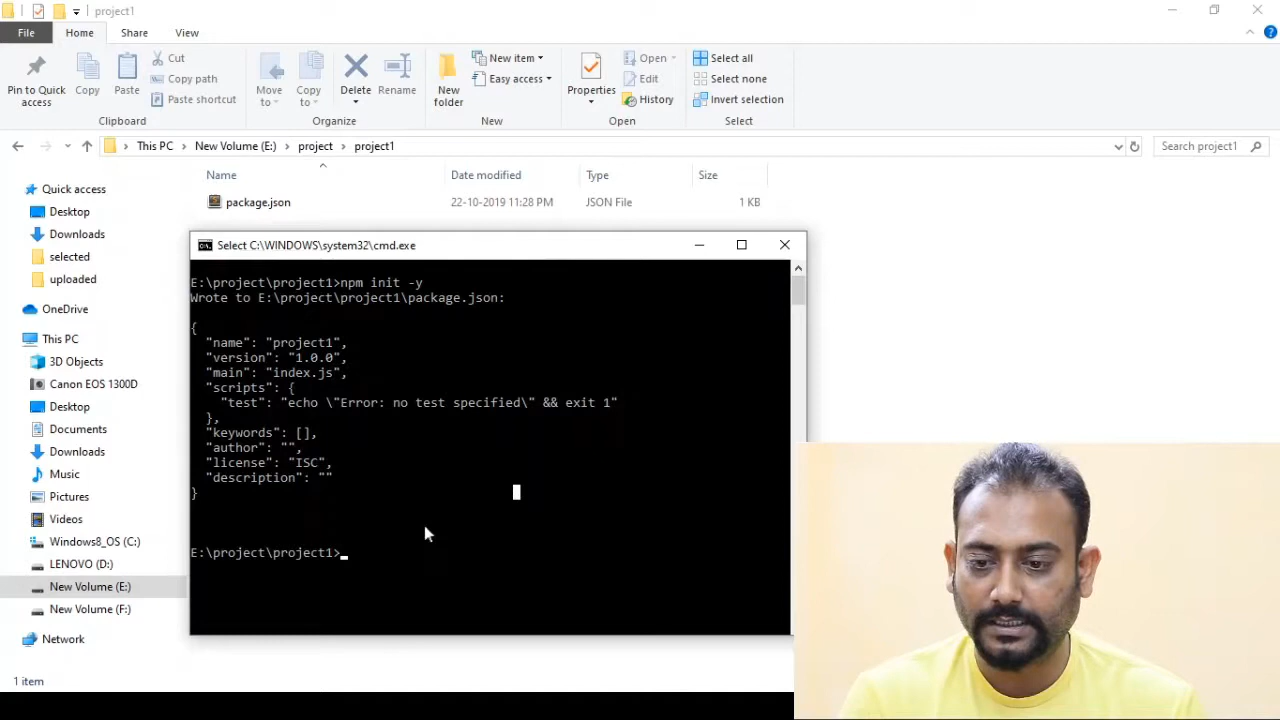 project1
File Home Share View
Pin to Quick access
Copy
Paste
Cut
Copy path
Paste shortcut
Clipboard
Move to
Copy to
Delete
Rename
Organize
New folder
New item
Easy access
New
Properties
Open
Edit
History
Open
Select all
Select none
Invert selection
Select
This PC > New Volume (E:) > project > project1
Search project1
Name Date modified Type Size
package.json 22-10-2019 11:28 PM JSON File 1 KB
Quick access
Desktop
Downloads
selected
uploaded
OneDrive
This PC
3D Objects
Canon EOS 1300D
Desktop
Documents
Downloads
Music
Pictures
Videos
Windows8_OS (C:)
LENOVO (D:)
New Volume (E:)
New Volume (F:)
Network
1 item
Select C:\WINDOWS\system32\cmd.exe
E:\project\project1>npm init -y
Wrote to E:\project\project1\package.json:
{
"name": "project1",
"version": "1.0.0",
"main": "index.js",
"scripts": {
"test": "echo \"Error: no test specified\" && exit 1"
},
"keywords": [],
"author": "",
"license": "ISC",
"description": ""
}
E:\project\project1>